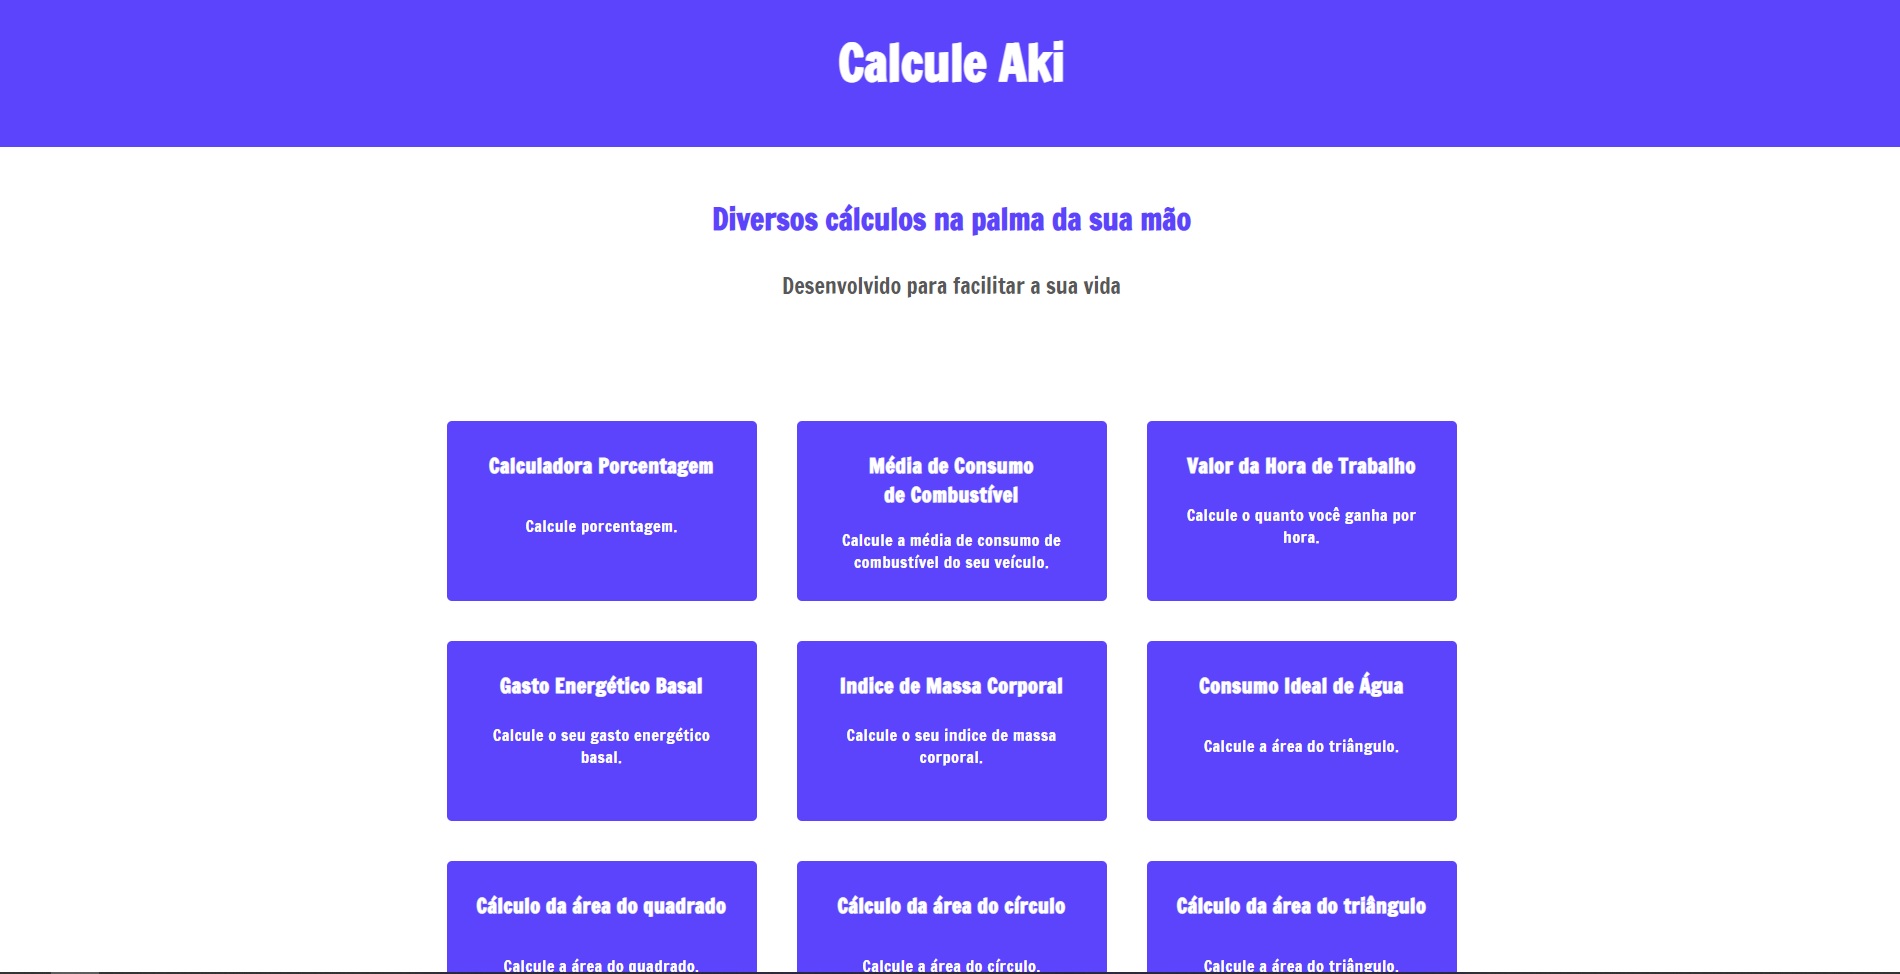 Calcule Aki
Diversos cálculos na palma da sua mão
Desenvolvido para facilitar a sua vida
Calculadora Porcentagem
Calcule porcentagem.
Média de Consumo
de Combustível
Calcule a média de consumo de
combustível do seu veículo.
Valor da Hora de Trabalho
Calcule o quanto você ganha por
hora.
Gasto Energético Basal
Calcule o seu gasto energético
basal.
Indice de Massa Corporal
Calcule o seu indice de massa
corporal.
Consumo Ideal de Água
Calcule a área do triângulo.
Cálculo da área do quadrado
Calcule a área do quadrado.
Cálculo da área do círculo
Calcule a área do círculo.
Cálculo da área do triângulo
Calcule a área do triângulo.